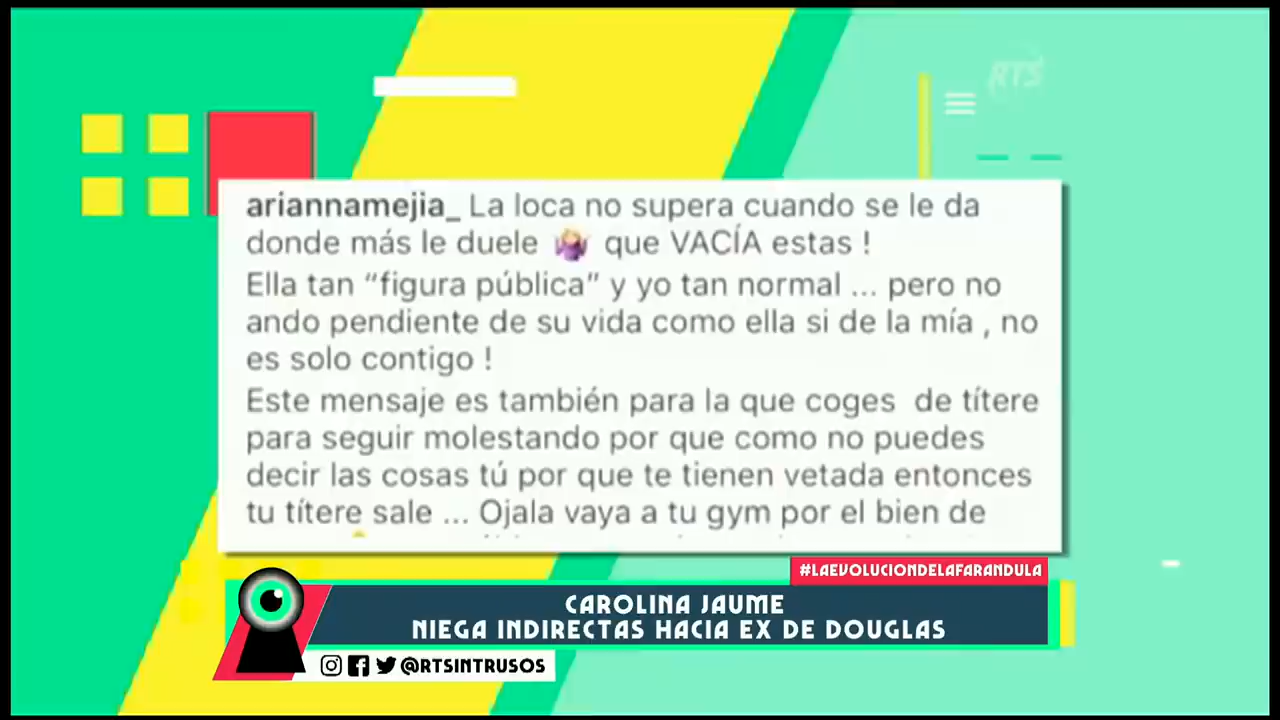 RTS
ariannamejia_ La loca no supera cuando se le da
donde más le duele 🤷🏼‍♀️ que VACÍA estas !
Ella tan “figura pública” y yo tan normal ... pero no
ando pendiente de su vida como ella si de la mía , no
es solo contigo !
Este mensaje es también para la que coges de títere
para seguir molestando por que como no puedes
decir las cosas tú por que te tienen vetada entonces
tu títere sale ... Ojala vaya a tu gym por el bien de
#LAEVOLUCIONDELAFARANDULA
CAROLINA JAUME
NIEGA INDIRECTAS HACIA EX DE DOUGLAS
@RTSINTRUSOS